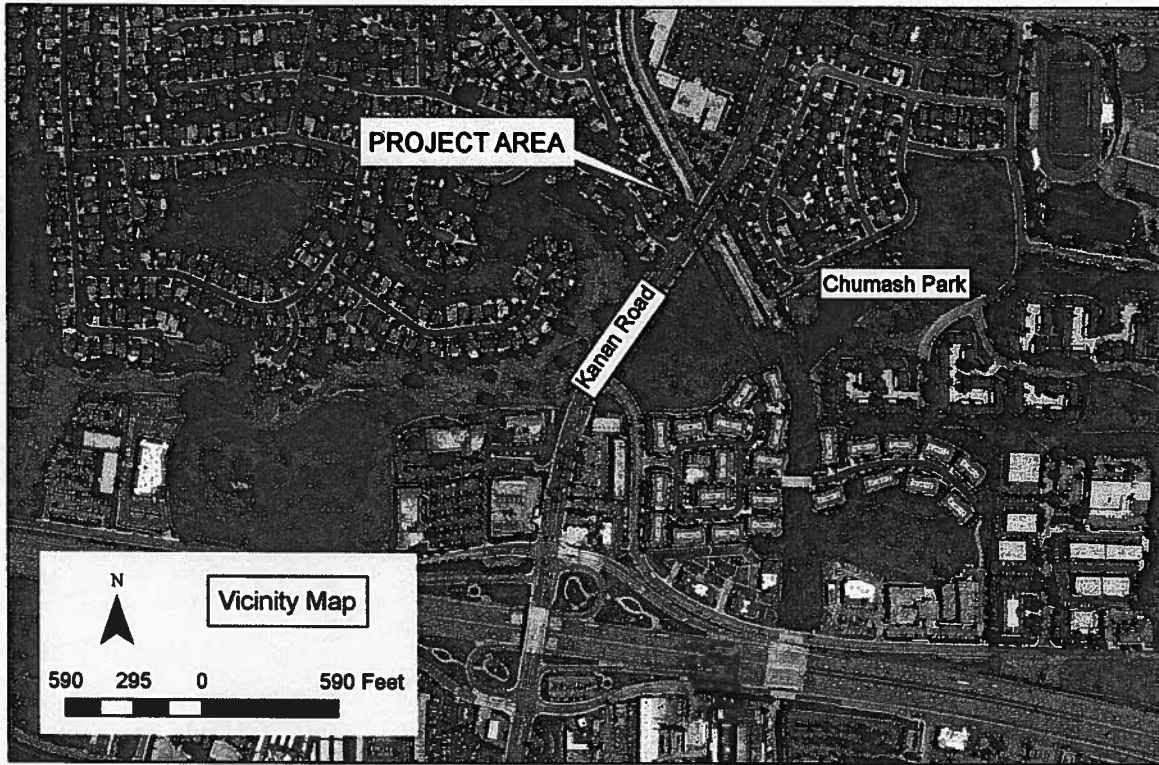 PROJECT AREA
Chumash Park
Kanan Road
N
Vicinity Map
590 295 0 590 Feet